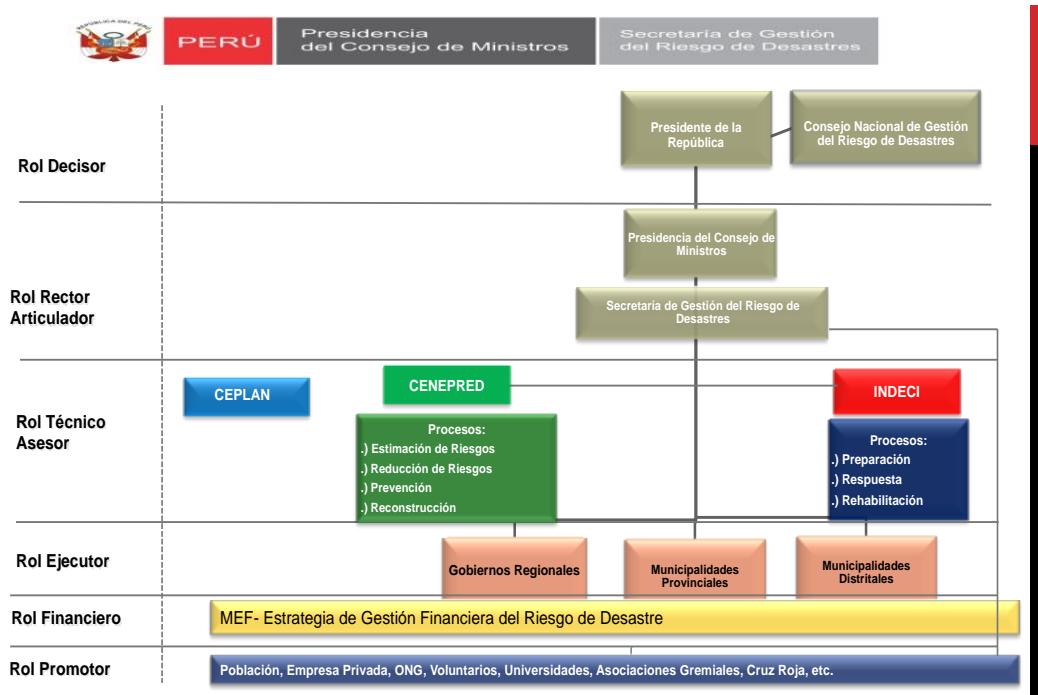 REPÚBLICA DEL PERÚ
PERÚ
Presidencia
del Consejo de Ministros
Secretaría de Gestión
del Riesgo de Desastres
Rol Decisor
Presidente de la
República
Consejo Nacional de Gestión
del Riesgo de Desastres
Rol Rector
Articulador
Presidencia del Consejo de
Ministros
Secretaría de Gestión del Riesgo de
Desastres
Rol Técnico
Asesor
CEPLAN
CENEPRED
INDECI
Procesos:
.) Estimación de Riesgos
.) Reducción de Riesgos
.) Prevención
.) Reconstrucción
Procesos:
.) Preparación
.) Respuesta
.) Rehabilitación
Rol Ejecutor
Gobiernos Regionales
Municipalidades
Provinciales
Municipalidades
Distritales
Rol Financiero
MEF- Estrategia de Gestión Financiera del Riesgo de Desastre
Rol Promotor
Población, Empresa Privada, ONG, Voluntarios, Universidades, Asociaciones Gremiales, Cruz Roja, etc.